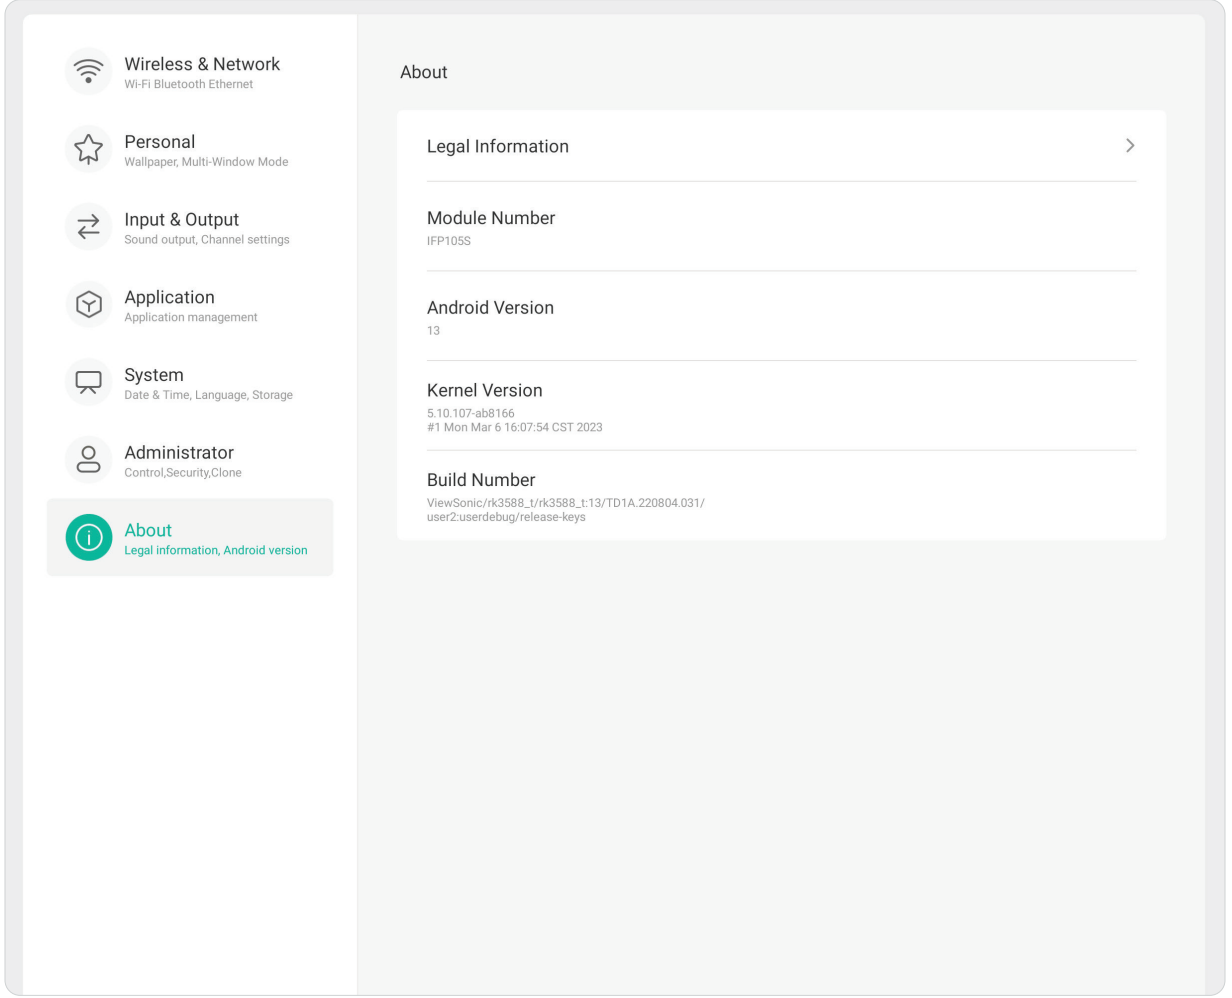 Wireless & Network
Wi-Fi Bluetooth Ethernet
Personal
Wallpaper, Multi-Window Mode
Input & Output
Sound output, Channel settings
Application
Application management
System
Date & Time, Language, Storage
Administrator
Control,Security,Clone
About
Legal information, Android version
About
Legal Information
Module Number
IFP105S
Android Version
13
Kernel Version
5.10.107-ab8166
#1 Mon Mar 6 16:07:54 CST 2023
Build Number
ViewSonic/rk3588_t/rk3588_t:13/TD1A.220804.031/
user2:userdebug/release-keys